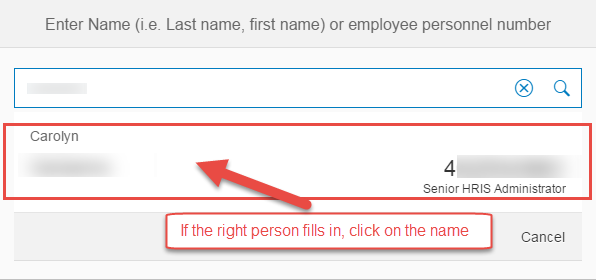 Enter Name (i.e. Last name, first name) or employee personnel number
Carolyn
4
Senior HRIS Administrator
If the right person fills in, click on the name
Cancel